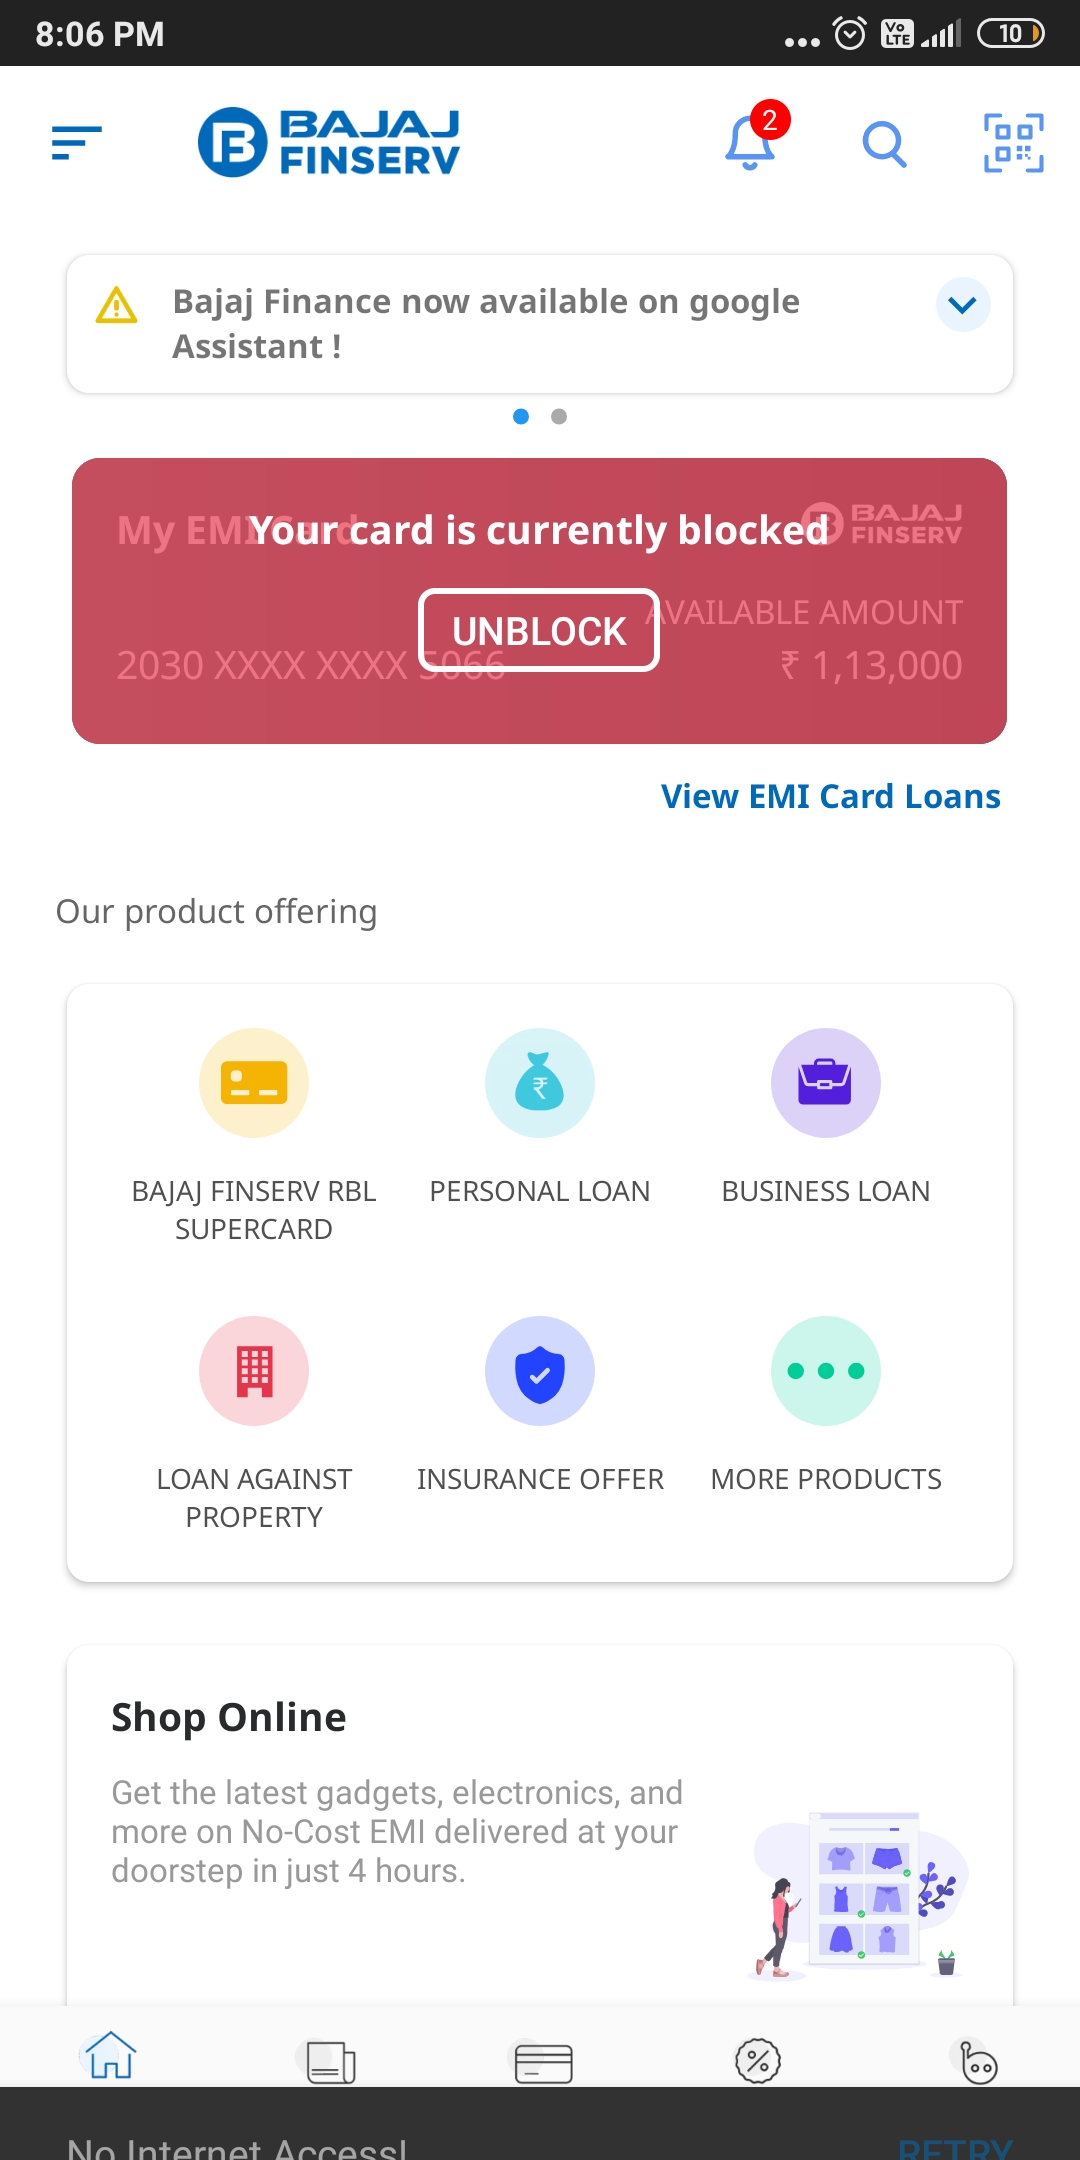 8:06 PM
Vo
LTE
10
BAJAJ
FINSERV
2
Bajaj Finance now available on google
Assistant !
My EMI Card
Your card is currently blocked
BAJAJ
FINSERV
UNBLOCK
AVAILABLE AMOUNT
2030 XXXX XXXX 5066
₹ 1,13,000
View EMI Card Loans
Our product offering
BAJAJ FINSERV RBL
SUPERCARD
PERSONAL LOAN
BUSINESS LOAN
LOAN AGAINST
PROPERTY
INSURANCE OFFER
MORE PRODUCTS
Shop Online
Get the latest gadgets, electronics, and
more on No-Cost EMI delivered at your
doorstep in just 4 hours.
No Internet Access!
RETRY